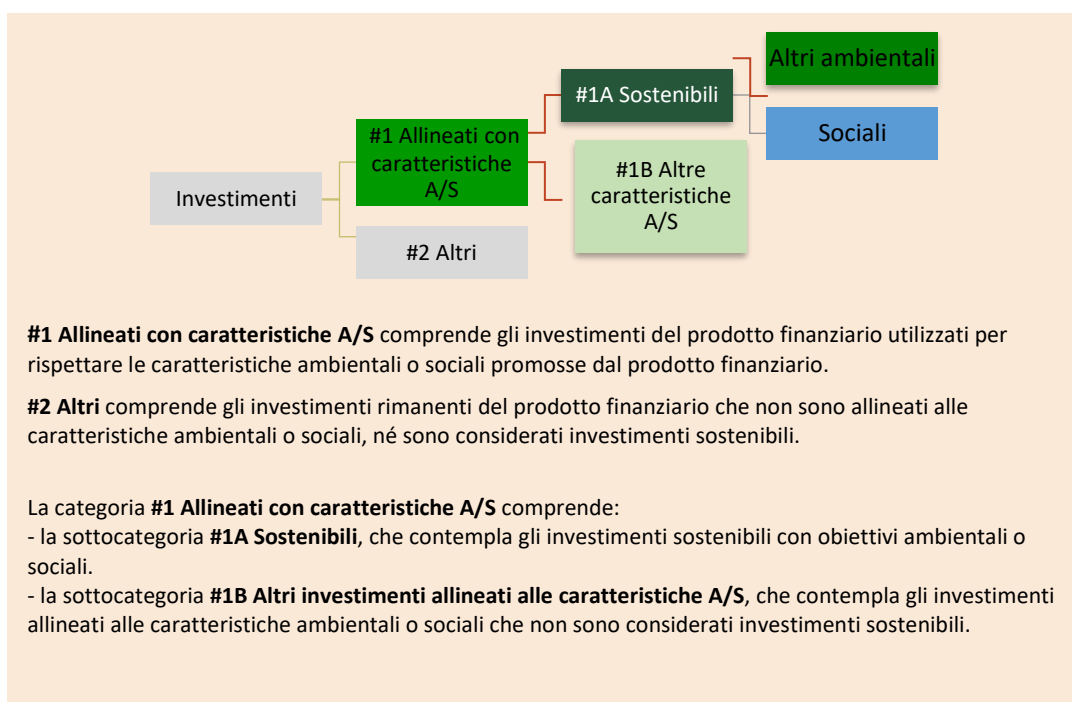 Altri ambientali
#1A Sostenibili
Sociali
#1 Allineati con
caratteristiche
A/S
#1B Altre
caratteristiche
A/S
Investimenti
#2 Altri
#1 Allineati con caratteristiche A/S comprende gli investimenti del prodotto finanziario utilizzati per
rispettare le caratteristiche ambientali o sociali promosse dal prodotto finanziario.
#2 Altri comprende gli investimenti rimanenti del prodotto finanziario che non sono allineati alle
caratteristiche ambientali o sociali, né sono considerati investimenti sostenibili.
La categoria #1 Allineati con caratteristiche A/S comprende:
- la sottocategoria #1A Sostenibili, che contempla gli investimenti sostenibili con obiettivi ambientali o
sociali.
- la sottocategoria #1B Altri investimenti allineati alle caratteristiche A/S, che contempla gli investimenti
allineati alle caratteristiche ambientali o sociali che non sono considerati investimenti sostenibili.